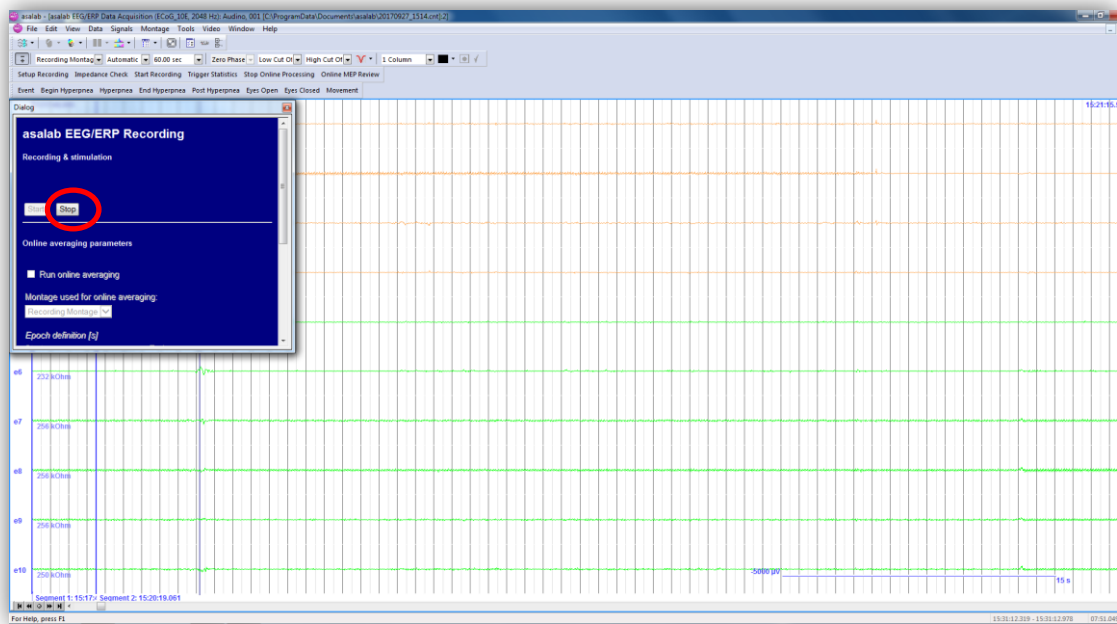 asalab - [asalab EEG/ERP Data Acquisition (ECoG_10E, 2048 Hz): Audino, 001 [C:\ProgramData\Documents\asalab\20170927_1514.cnt]:2]
File Edit View Data Signals Montage Tools Video Window Help
Recording Montag Automatic 60.00 sec Zero Phase Low Cut Of High Cut Of 1 Column
Setup Recording Impedance Check Start Recording Trigger Statistics Stop Online Processing Online MEP Review
Event Begin Hyperpnea Hyperpnea End Hyperpnea Post Hyperpnea Eyes Open Eyes Closed Movement
Dialog
15:21:15.
asalab EEG/ERP Recording
Recording & stimulation
Start Stop
Online averaging parameters
Run online averaging
Montage used for online averaging:
Recording Montage
Epoch definition [s]
e6
232 kOhm
e7
256 kOhm
e8
256 kOhm
e9
256 kOhm
e10
250 kOhm
-5000 µV
15 s
Segment 1: 15:17: Segment 2: 15:20:19.061
For Help, press F1
15:31:12.319 - 15:31:12.978 07:51.049